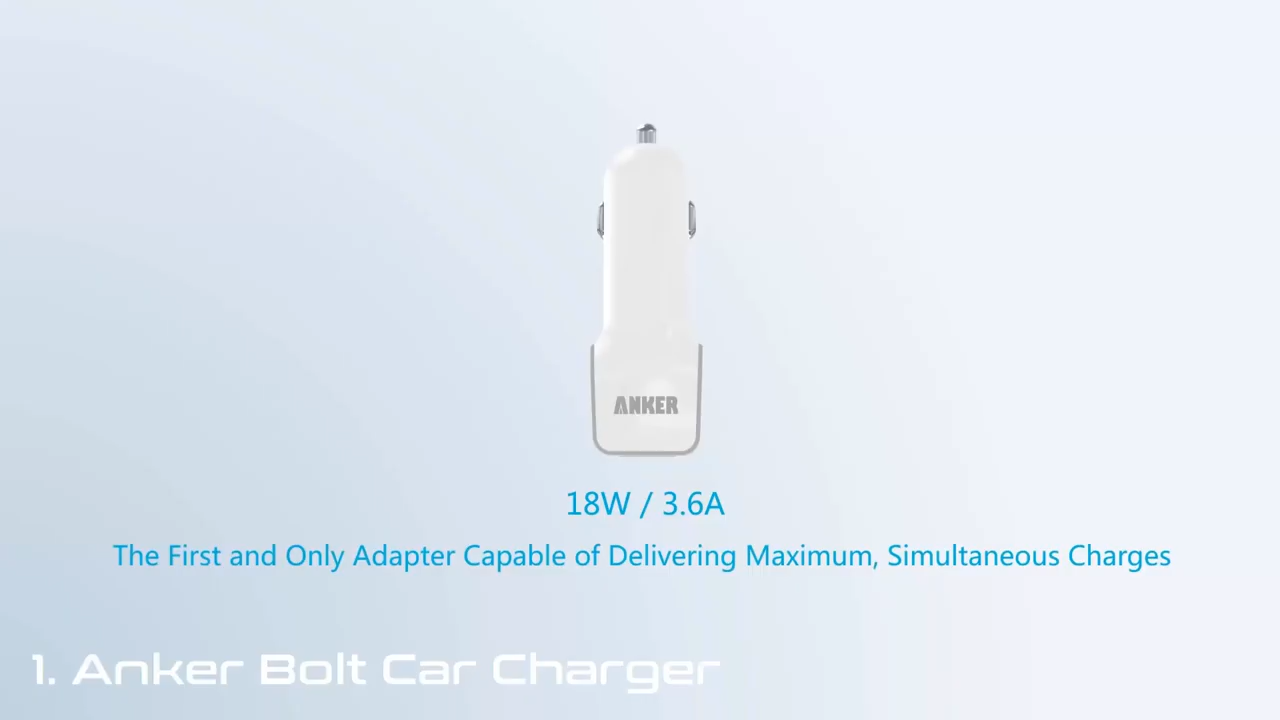 ANKER
18W / 3.6A
The First and Only Adapter Capable of Delivering Maximum, Simultaneous Charges
1. Anker Bolt Car Charger